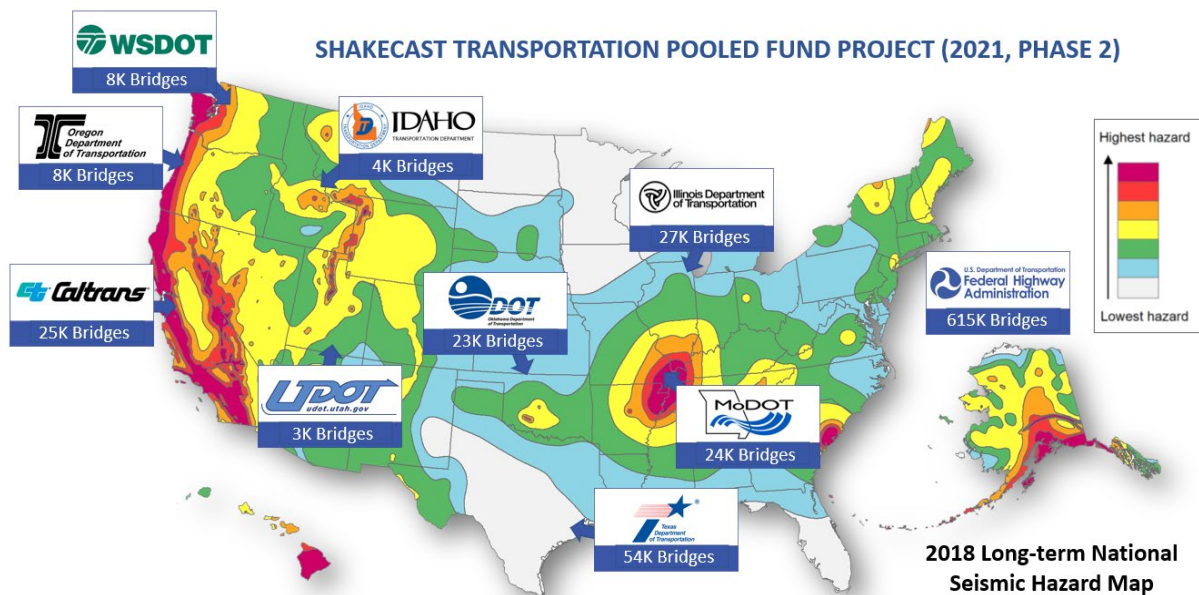 SHAKECAST TRANSPORTATION POOLED FUND PROJECT (2021, PHASE 2)
WSDOT
8K Bridges
Oregon
Department
of Transportation
8K Bridges
IDAHO
TRANSPORTATION DEPARTMENT
4K Bridges
Illinois Department
of Transportation
27K Bridges
Highest hazard
Lowest hazard
Caltrans
25K Bridges
ODOT
Oklahoma Department
of Transportation
23K Bridges
U.S. Department of Transportation
Federal Highway
Administration
615K Bridges
UDOT
udot.utah.gov
3K Bridges
MoDOT
24K Bridges
Texas
Department
of Transportation
54K Bridges
2018 Long-term National
Seismic Hazard Map